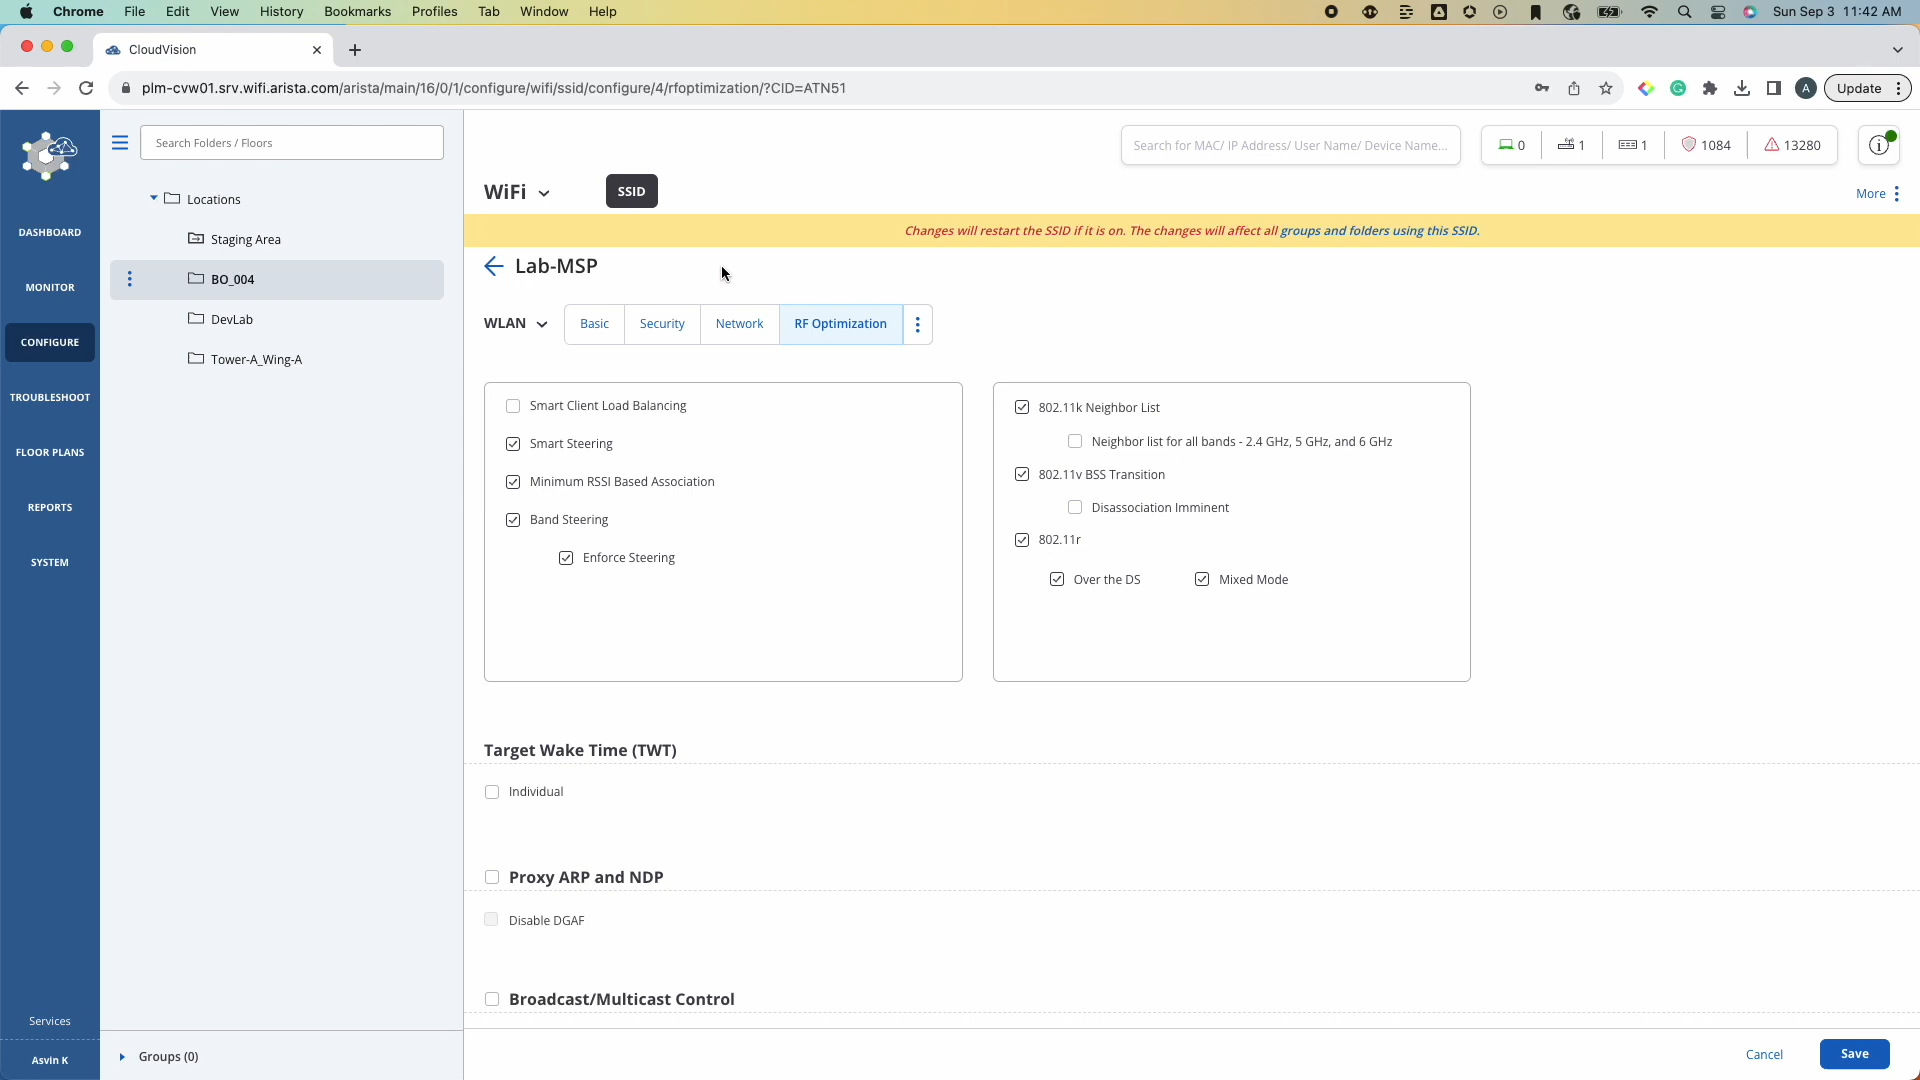 Chrome File Edit View History Bookmarks Profiles Tab Window Help Sun Sep 3 11:42 AM
CloudVision
plm-cvw01.srv.wifi.arista.com/arista/main/16/0/1/configure/wifi/ssid/configure/4/rfoptimization/?CID=ATN51 A Update
Search Folders / Floors
Search for MAC/ IP Address/ User Name/ Device Name... 0 1 1 1084 13280
WiFi SSID More
DASHBOARD
MONITOR
CONFIGURE
TROUBLESHOOT
FLOOR PLANS
REPORTS
SYSTEM
Services
Asvin K
Locations
Staging Area
BO_004
DevLab
Tower-A_Wing-A
Groups (0)
Changes will restart the SSID if it is on. The changes will affect all groups and folders using this SSID.
Lab-MSP
WLAN Basic Security Network RF Optimization
Smart Client Load Balancing
Smart Steering
Minimum RSSI Based Association
Band Steering
Enforce Steering
802.11k Neighbor List
Neighbor list for all bands - 2.4 GHz, 5 GHz, and 6 GHz
802.11v BSS Transition
Disassociation Imminent
802.11r
Over the DS Mixed Mode
Target Wake Time (TWT)
Individual
Proxy ARP and NDP
Disable DGAF
Broadcast/Multicast Control
Cancel Save